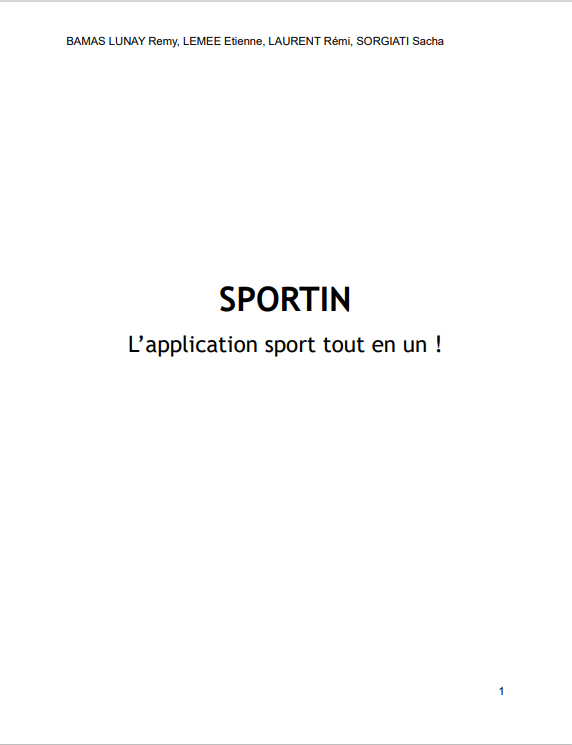 BAMAS LUNAY Remy, LEMEE Etienne, LAURENT Rémi, SORGIATI Sacha
SPORTIN
L’application sport tout en un !
1